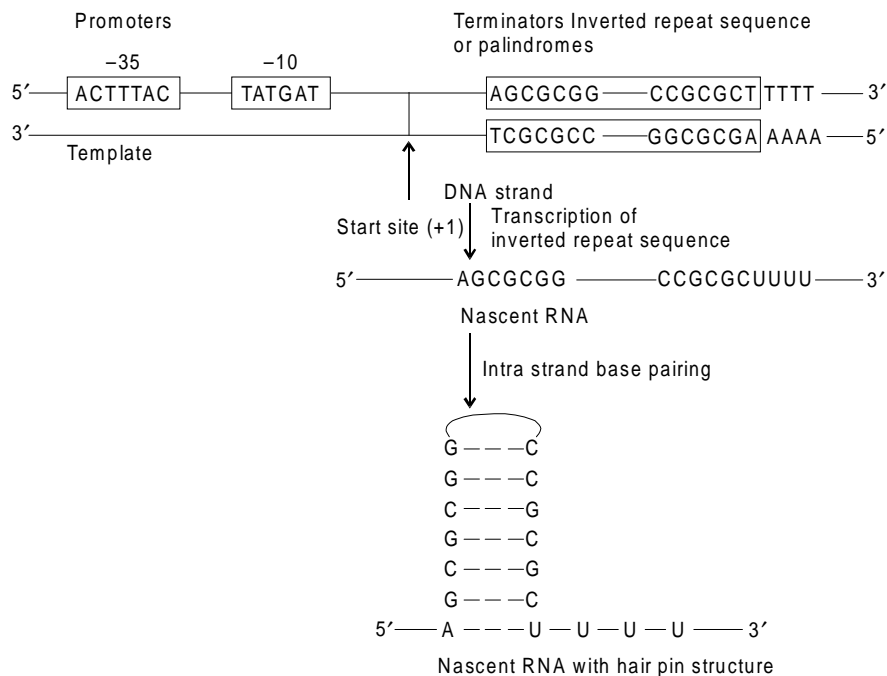 Promoters
Terminators Inverted repeat sequence
or palindromes
–35
–10
5′ ACTTTAC TATGAT AGCGCGG CCGCGCT TTTT 3′
3′ TCGCGCC GGCGCGA AAAA 5′
Template
DNA strand
Start site (+1)
Transcription of
inverted repeat sequence
5′ AGCGCGG CCGCGCUUUU 3′
Nascent RNA
Intra strand base pairing
G C
G C
C G
G C
C G
G C
5′ A U U U U 3′
Nascent RNA with hair pin structure